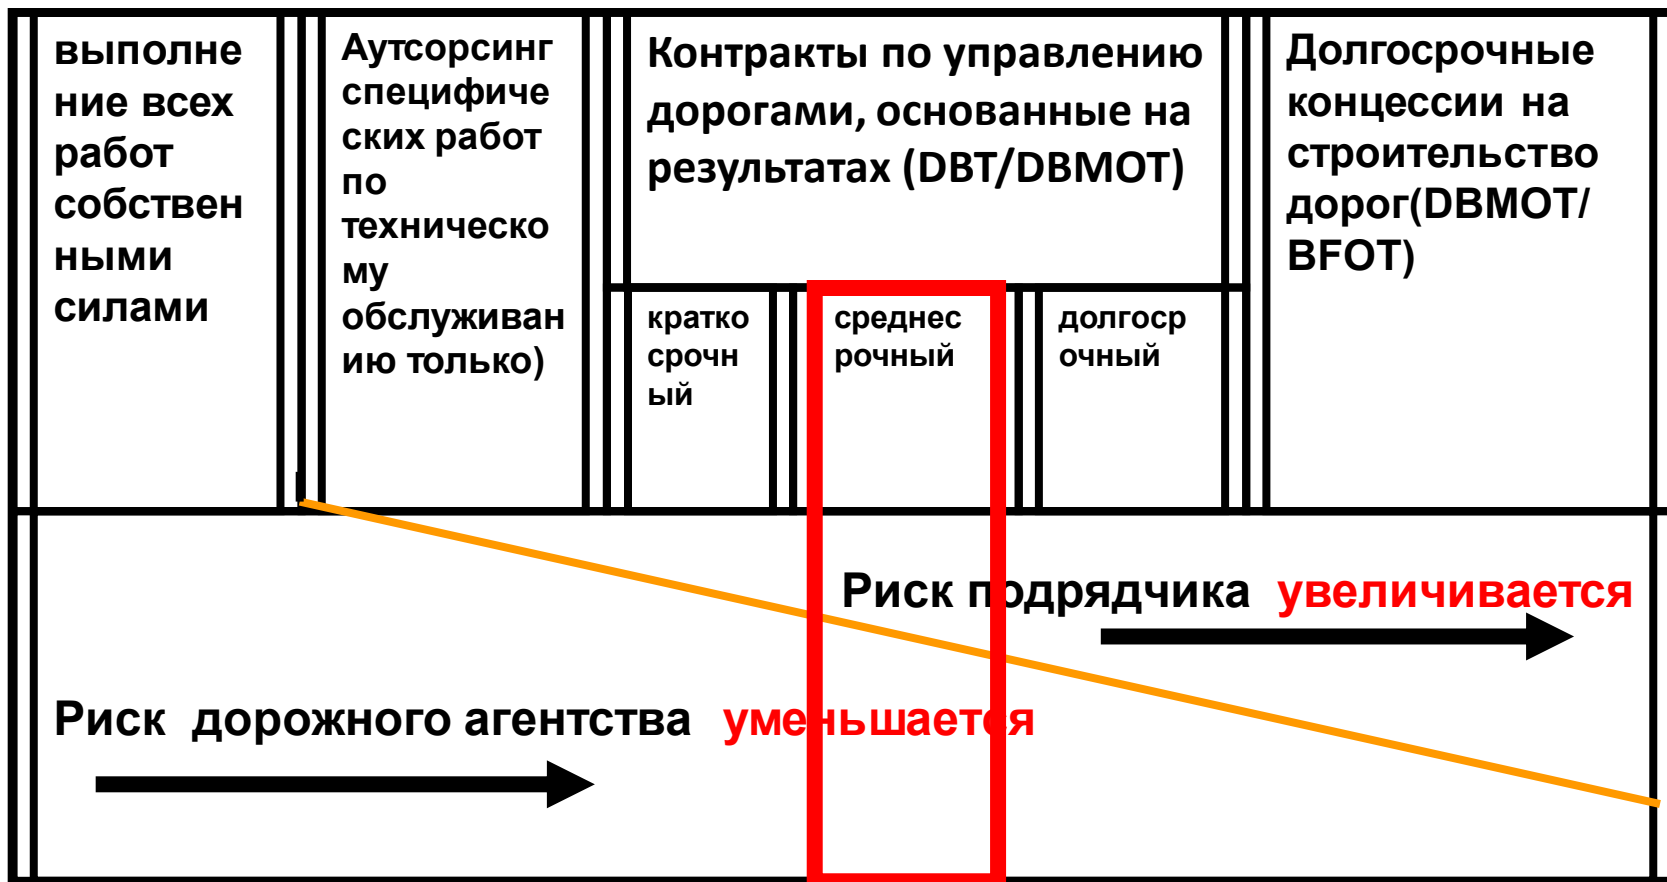 выполне
ние всех
работ
собствен
ными
силами
Аутсорсинг
специфиче
ских работ
по
техническо
му
обслуживан
ию только)
Контракты по управлению
дорогами, основанные на
результатах (DBT/DBMOT)
кратко
срочн
ый
среднес
рочный
долгоср
очный
Долгосрочные
концессии на
строительство
дорог(DBMOT/
BFOT)
Риск подрядчика увеличивается
Риск дорожного агентства уменьшается